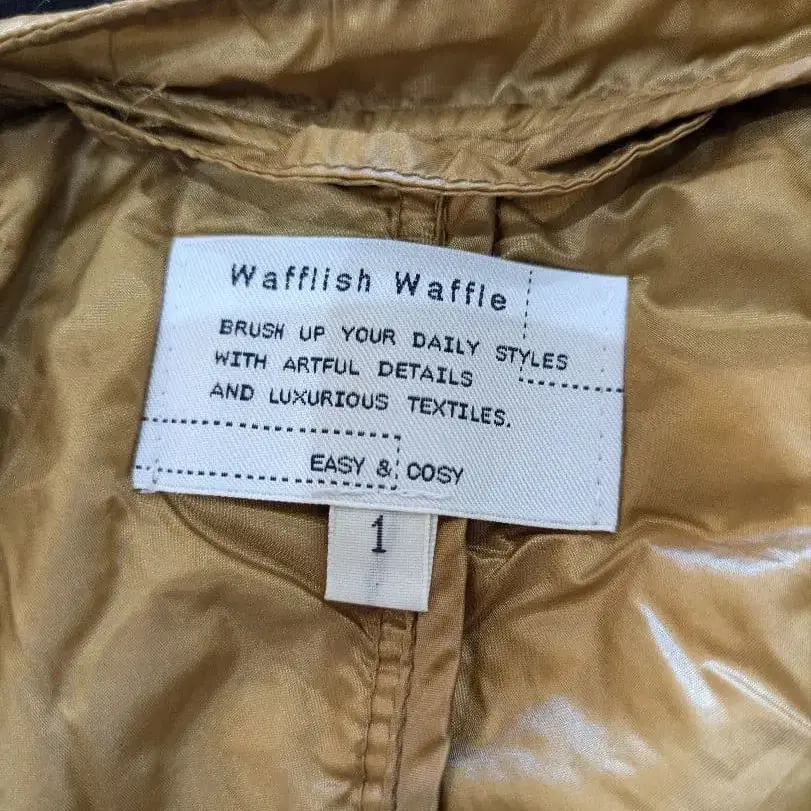 Wafflish Waffle
BRUSH UP YOUR DAILY STYLES
WITH ARTFUL DETAILS
AND LUXURIOUS TEXTILES.
EASY & COSY
1